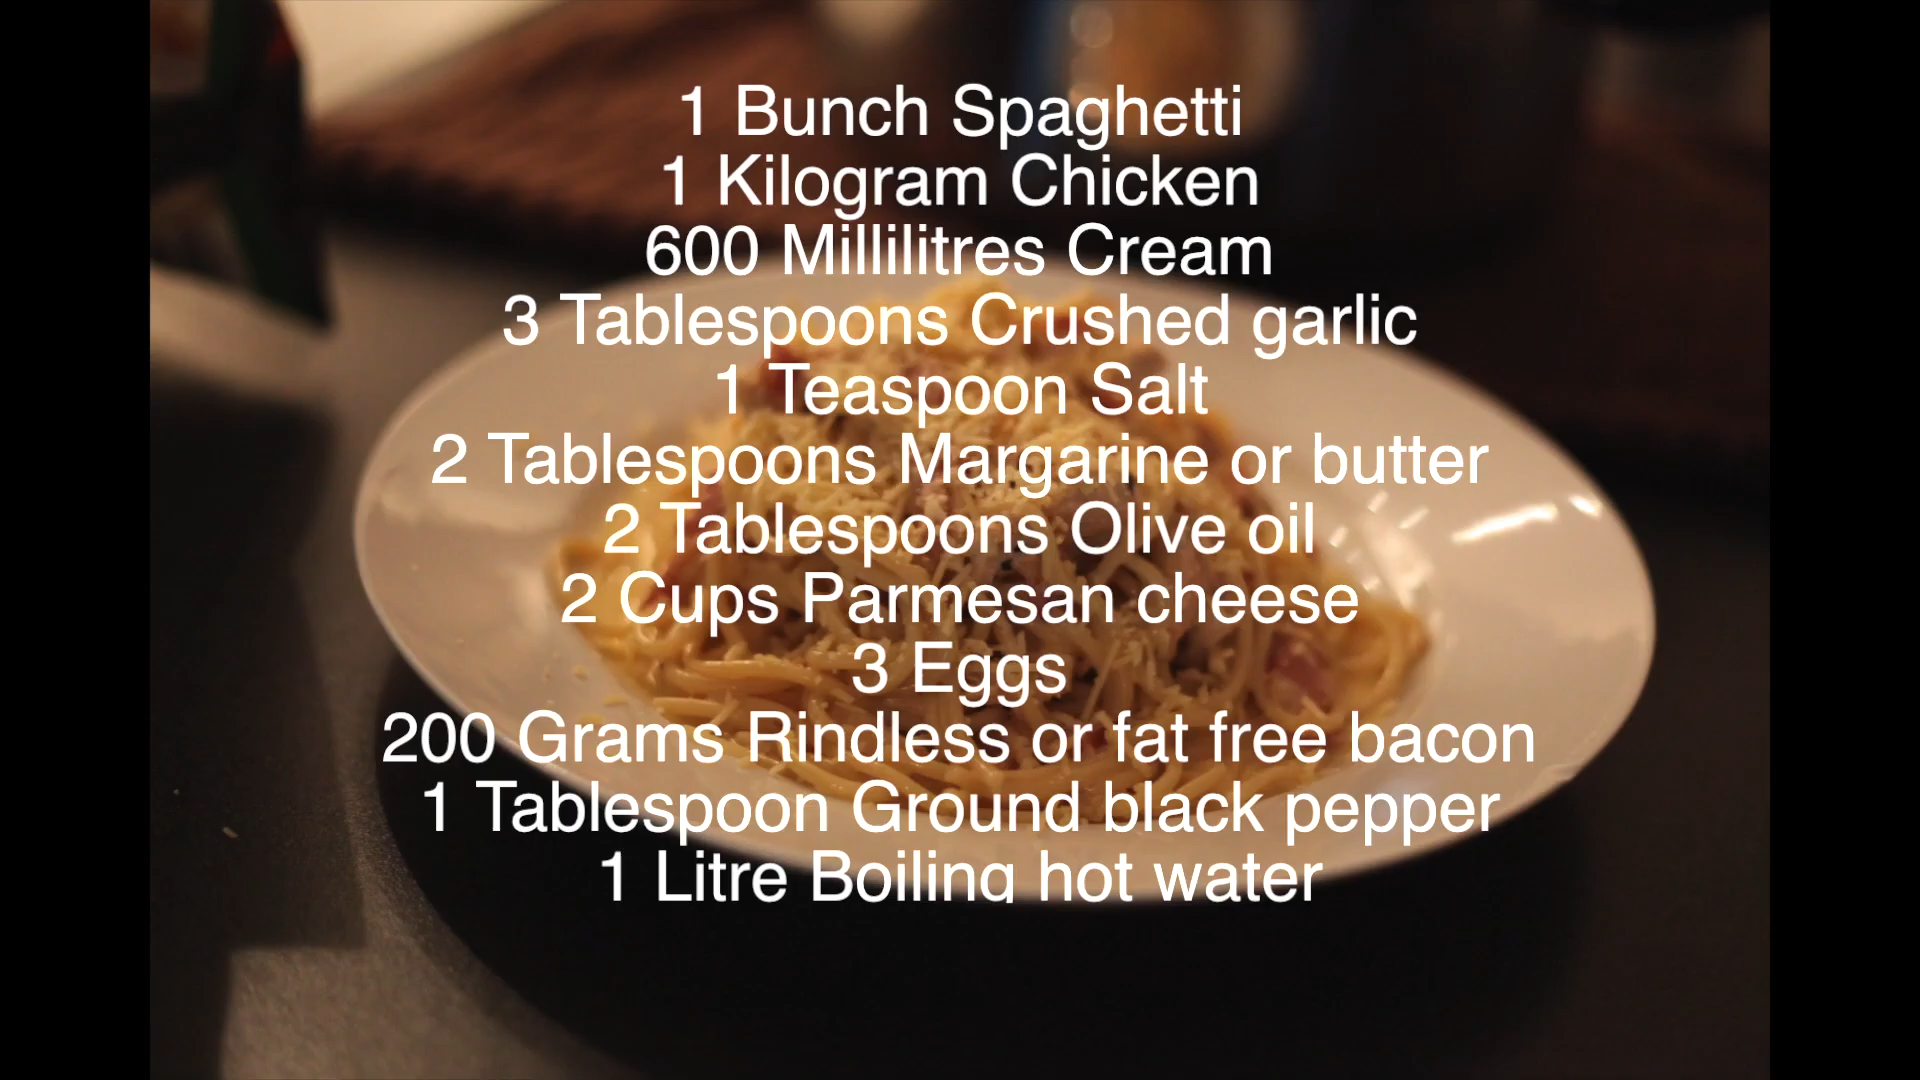 1 Bunch Spaghetti
1 Kilogram Chicken
600 Millilitres Cream
3 Tablespoons Crushed garlic
1 Teaspoon Salt
2 Tablespoons Margarine or butter
2 Tablespoons Olive oil
2 Cups Parmesan cheese
3 Eggs
200 Grams Rindless or fat free bacon
1 Tablespoon Ground black pepper
1 Litre Boiling hot water